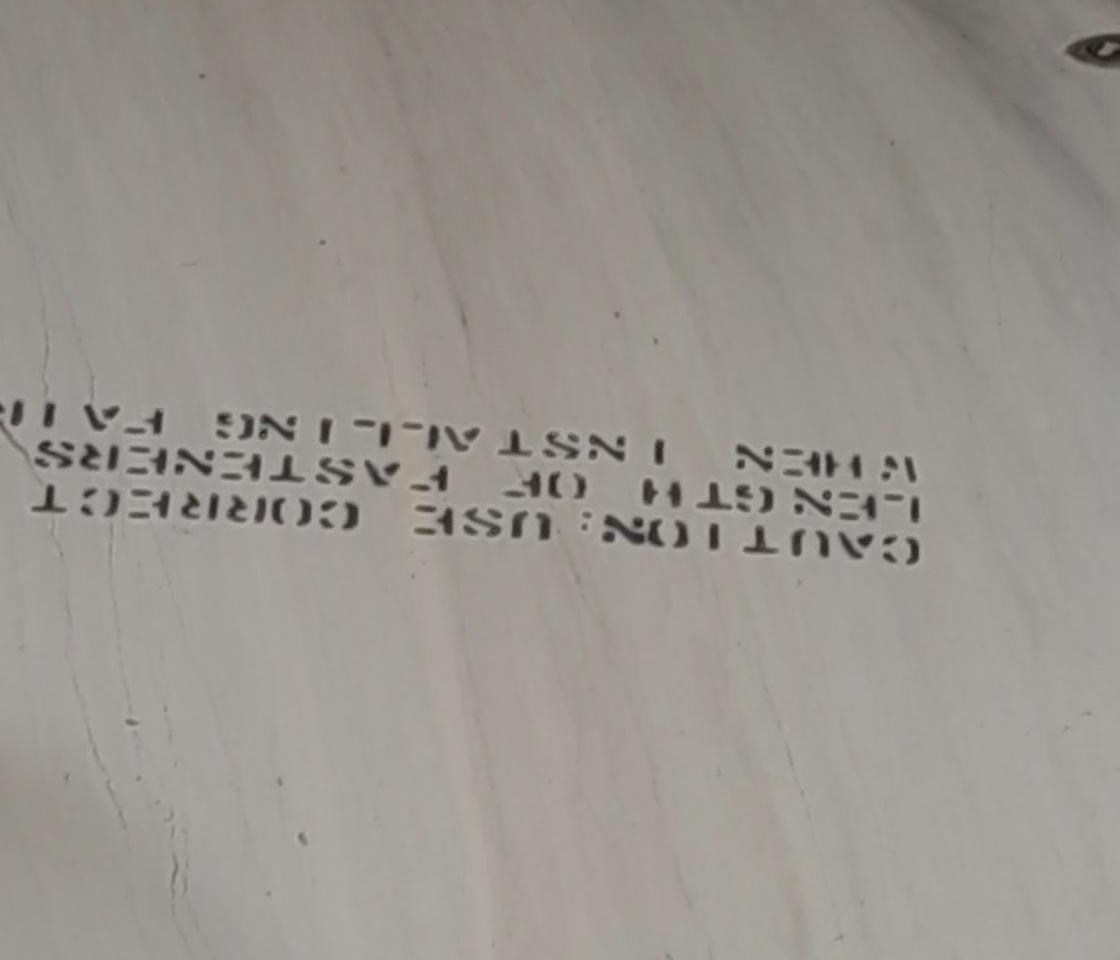 CAUTION: USE CORRECT
LENGTH OF FASTENERS
WHEN INSTALLING